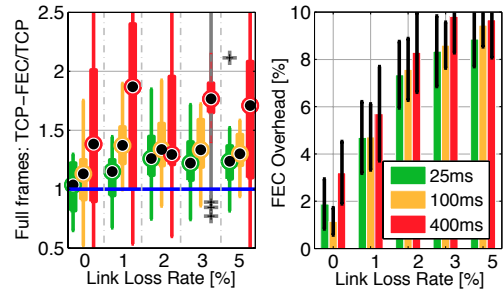 Full frames: TCP-FEC/TCP
2.5
2
1.5
1
0.5
0 1 2 3 5
Link Loss Rate [%]
FEC Overhead [%]
10
8
6
4
2
0
25ms
100ms
400ms
0 1 2 3 5
Link Loss Rate [%]